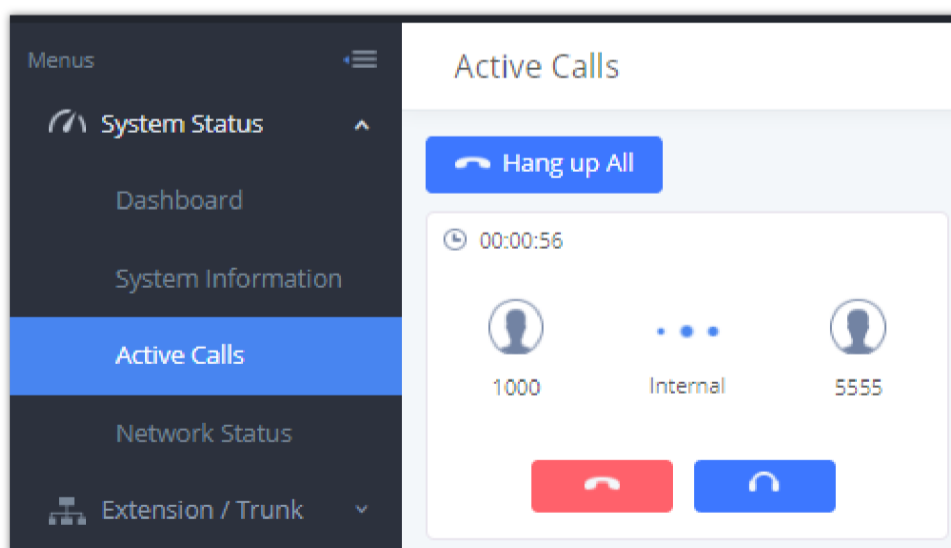 Menus
System Status
Dashboard
System Information
Active Calls
Network Status
Extension / Trunk
Active Calls
Hang up All
00:00:56
1000
Internal
5555